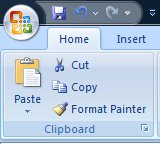 Home Insert
Cut
Copy
Paste
Format Painter
Clipboard